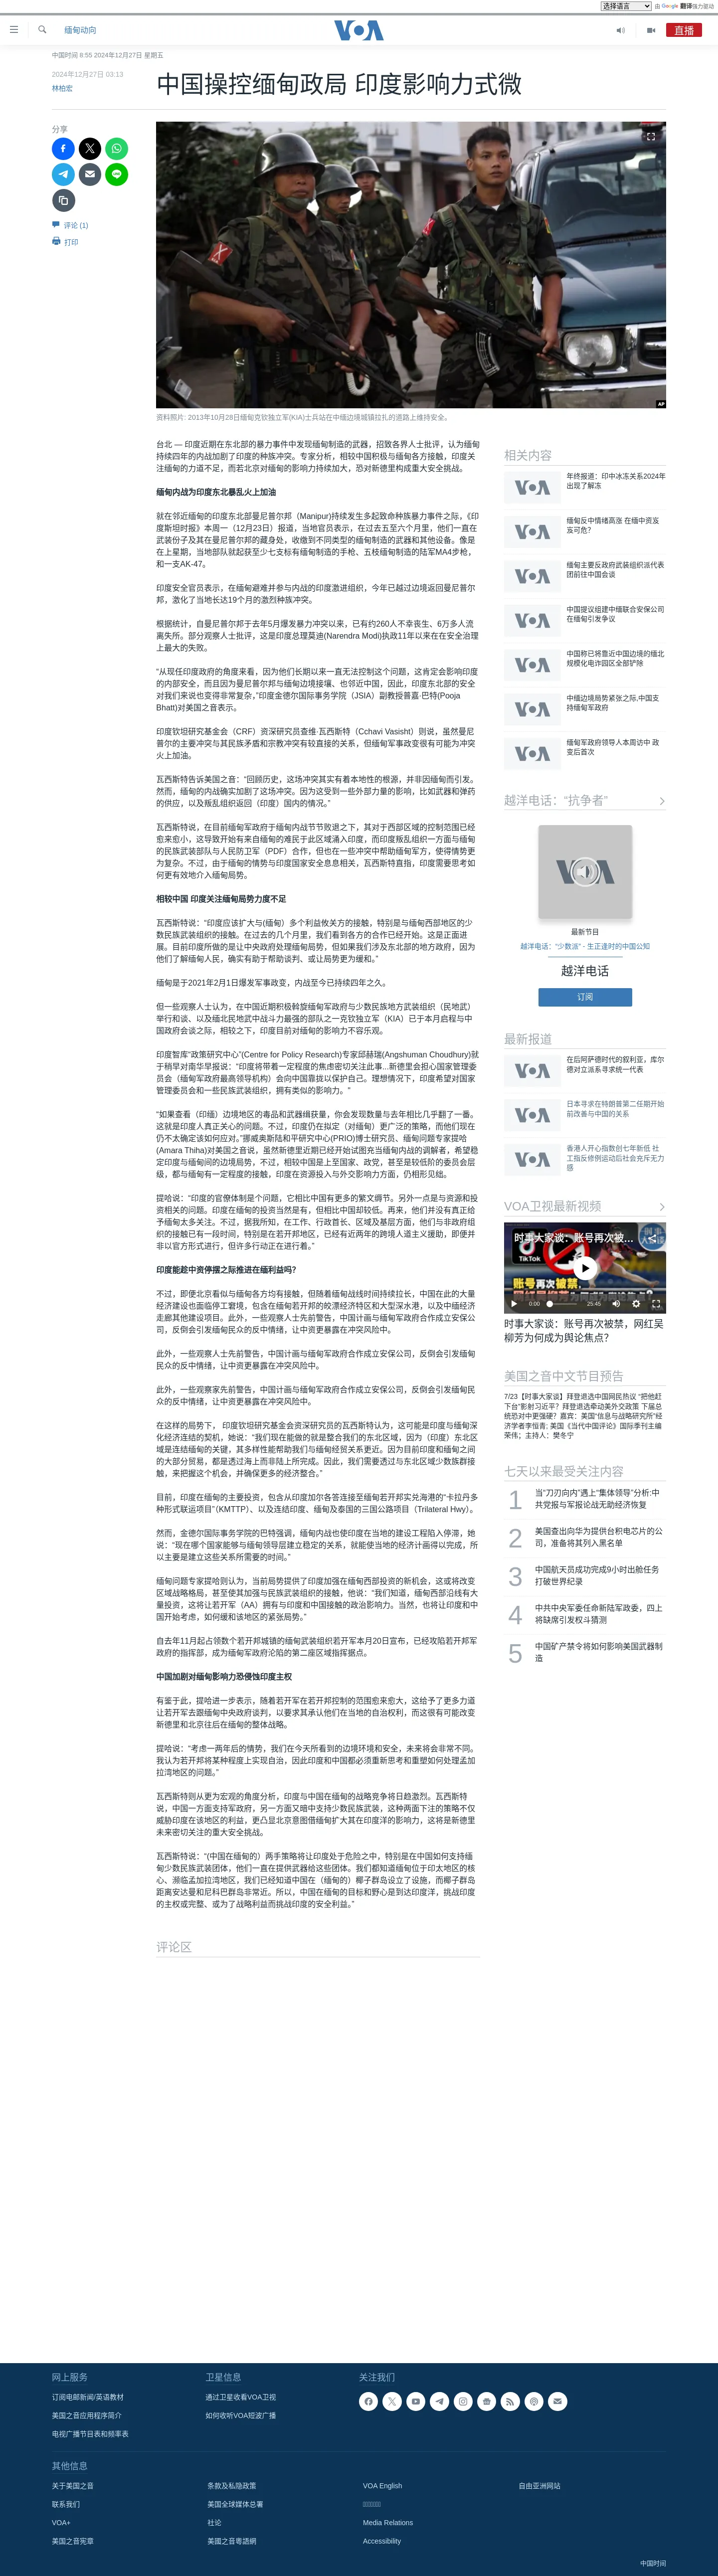 选择语言 由 Google 翻译强力驱动
缅甸动向
VOA
直播
中国时间 8:55 2024年12月27日 星期五
2024年12月27日 03:13
林柏宏
中国操控缅甸政局 印度影响力式微
分享
评论 (1)
打印
AP
资料照片: 2013年10月28日缅甸克钦独立军(KIA)士兵站在中缅边境城镇拉扎的道路上维持安全。
台北 — 印度近期在东北部的暴力事件中发现缅甸制造的武器，招致各界人士批评，认为缅甸
持续四年的内战加剧了印度的种族冲突。专家分析，相较中国积极与缅甸各方接触，印度关
注缅甸的力道不足，而若北京对缅甸的影响力持续加大，恐对新德里构成重大安全挑战。
缅甸内战为印度东北暴乱火上加油
就在邻近缅甸的印度东北部曼尼普尔邦（Manipur)持续发生多起致命种族暴力事件之际，《印
度斯坦时报》本周一（12月23日）报道，当地官员表示，在过去五至六个月里，他们一直在
武装份子及其在曼尼普尔邦的藏身处，收缴到不同类型的缅甸制造的武器和其他设备。像是
在上星期，当地部队就起获至少七支标有缅甸制造的手枪、五枝缅甸制造的陆军MA4步枪，
和一支AK-47。
印度安全官员表示，在缅甸避难并参与内战的印度激进组织，今年已越过边境返回曼尼普尔
邦，激化了当地长达19个月的激烈种族冲突。
根据统计，自曼尼普尔邦于去年5月爆发暴力冲突以来，已有约260人不幸丧生、6万多人流
离失所。部分观察人士批评，这是印度总理莫迪(Narendra Modi)执政11年以来在在安全治理
上最大的失败。
“从现任印度政府的角度来看，因为他们长期以来一直无法控制这个问题，这肯定会影响印度
的内部安全，而且因为曼尼普尔邦与缅甸边境接壤、也邻近中国，因此，印度东北部的安全
对我们来说也变得非常复杂，”印度金德尔国际事务学院（JSIA）副教授普嘉·巴特(Pooja
Bhatt)对美国之音表示。
印度钦坦研究基金会（CRF）资深研究员查维·瓦西斯特（Cchavi Vasisht）则说，虽然曼尼
普尔的主要冲突与其民族矛盾和宗教冲突有较直接的关系，但缅甸军事政变很有可能为冲突
火上加油。
瓦西斯特告诉美国之音：“回顾历史，这场冲突其实有着本地性的根源，并非因缅甸而引发。
然而，缅甸的内战确实加剧了这场冲突。因为这受到一些外部力量的影响，比如武器和弹药
的供应，以及叛乱组织返回（印度）国内的情况。”
瓦西斯特说，在目前缅甸军政府于缅甸内战节节败退之下，其对于西部区域的控制范围已经
愈来愈小，这导致开始有来自缅甸的难民于此区域涌入印度，而印度叛乱组织一方面与缅甸
的民族武装部队与人民防卫军（PDF）合作，但也在一些冲突中帮助缅甸军方，使得情势更
为复杂。不过，由于缅甸的情势与印度国家安全息息相关，瓦西斯特直指，印度需要思考如
何更有效地介入缅甸局势。
相较中国 印度关注缅甸局势力度不足
瓦西斯特说：“印度应该扩大与(缅甸）多个利益攸关方的接触，特别是与缅甸西部地区的少
数民族武装组织的接触。在过去的几个月里，我们看到各方的合作已经开始。这是正面进
展。目前印度所做的是让中央政府处理缅甸局势，但如果我们涉及东北部的地方政府，因为
他们了解缅甸人民，确实有助于帮助谈判、或让局势更为缓和。”
缅甸是于2021年2月1日爆发军事政变，内战至今已持续四年之久。
但一些观察人士认为，在中国近期积极斡旋缅甸军政府与少数民族地方武装组织（民地武）
举行和谈、以及缅北民地武中战斗力最强的部队之一克钦独立军（KIA）已于本月启程与中
国政府会谈之际，相较之下，印度目前对缅甸的影响力不容乐观。
印度智库“政策研究中心”(Centre for Policy Research)专家邱赫瑞(Angshuman Choudhury)就
于稍早对南华早报说：“印度将带着一定程度的焦虑密切关注此事...新德里会担心国家管理委
员会（缅甸军政府最高领导机构）会向中国靠拢以保护自己。理想情况下，印度希望对国家
管理委员会和一些民族武装组织，拥有类似的影响力。”
“如果查看（印缅）边境地区的毒品和武器缉获量，你会发现数量与去年相比几乎翻了一番。
这就是印度人真正关心的问题。不过，印度仍在拟定（对缅甸）更广泛的策略，而他们现在
仍不太确定该如何应对。”挪威奥斯陆和平研究中心(PRIO)博士研究员、缅甸问题专家提哈
(Amara Thiha)对美国之音说，虽然新德里近期已经开始试图充当缅甸内战的调解者，希望稳
定印度与缅甸间的边境局势，不过，相较中国是上至国家、政党，甚至是较低阶的委员会层
级，都与缅甸有一定程度的接触，印度在资源投入与外交影响力方面，仍相形见绌。
提哈说：“印度的官僚体制是个问题，它相比中国有更多的繁文缛节。另外一点是与资源和投
资相关的问题。印度在缅甸的投资当然是有，但相比中国却较低。再来，他们并没有真正给
予缅甸太多关注。不过，据我所知，在工作、行政首长、区域及基层方面，他们与非政府组
织的接触已有一段时间，特别是在若开邦地区，已经有近两年的跨境人道主义援助，即便并
非以官方形式进行，但许多行动正在进行着。”
印度能趁中资停摆之际推进在缅利益吗？
不过，即便北京看似与缅甸各方均有接触，但随着缅甸战线时间持续拉长，中国在此的大量
经济建设也面临停工窘境，包含在缅甸若开邦的皎漂经济特区和大型深水港，以及中缅经济
走廊其他建设项目。此外，一些观察人士先前警告，中国计画与缅甸军政府合作成立安保公
司，反倒会引发缅甸民众的反中情绪，让中资更暴露在冲突风险中。
此外，一些观察人士先前警告，中国计画与缅甸军政府合作成立安保公司，反倒会引发缅甸
民众的反中情绪，让中资更暴露在冲突风险中。
此外，一些观察家先前警告，中国计画与缅甸军政府合作成立安保公司，反倒会引发缅甸民
众的反中情绪，让中资更暴露在冲突风险中。
在这样的局势下， 印度钦坦研究基金会资深研究员的瓦西斯特认为，这可能是印度与缅甸深
化经济连结的契机，她说：“我们现在能做的就是整合我们的东北区域，因为（印度）东北区
域是连结缅甸的关键，其多样性能帮助我们与缅甸经贸关系更近。因为目前印度和缅甸之间
的大部分贸易，都是透过海上而非陆上所完成。因此，我们需要透过与东北区域少数族群接
触，来把握这个机会，并确保更多的经济整合。”
目前，印度在缅甸的主要投资，包含从印度加尔各答连接至缅甸若开邦实兑海港的“卡拉丹多
种形式联运项目”（KMTTP）、以及连结印度、缅甸及泰国的三国公路项目（Trilateral Hwy）。
然而，金德尔国际事务学院的巴特强调，缅甸内战也使印度在当地的建设工程陷入停滞，她
说：“现在哪个国家能够与缅甸领导层建立稳定的关系，就能使当地的经济计画得以完成，所
以主要是建立这些关系所需要的时间。”
缅甸问题专家提哈则认为，当前局势提供了印度加强在缅甸西部投资的新机会，这或将改变
区域战略格局，甚至使其加强与民族武装组织的接触，他说：“我们知道，缅甸西部沿线有大
量投资，这将让若开军（AA）拥有与印度和中国接触的政治影响力。当然，也将让印度和中
国开始考虑，如何缓和该地区的紧张局势。”
自去年11月起占领数个若开邦城镇的缅甸武装组织若开军本月20日宣布，已经攻陷若开邦军
政府的指挥部，成为缅甸军政府沦陷的第二座区域指挥据点。
中国加剧对缅甸影响力恐侵蚀印度主权
有鉴于此，提哈进一步表示，随着若开军在若开邦控制的范围愈来愈大，这给予了更多力道
让若开军去跟缅甸中央政府谈判，以要求其承认他们在当地的自治权利，而这很有可能改变
新德里和北京往后在缅甸的整体战略。
提哈说：“考虑一两年后的情势，我们在今天所看到的边境环境和安全，未来将会非常不同。
我认为若开邦将某种程度上实现自治，因此印度和中国都必须重新思考和重塑如何处理孟加
拉湾地区的问题。”
瓦西斯特则从更为宏观的角度分析，印度与中国在缅甸的战略竞争将日趋激烈。瓦西斯特
说，中国一方面支持军政府，另一方面又暗中支持少数民族武装，这种两面下注的策略不仅
威胁印度在该地区的利益，更凸显北京意图借缅甸扩大其在印度洋的影响力，这将是新德里
未来密切关注的重大安全挑战。
瓦西斯特说：“(中国在缅甸的）两手策略将让印度处于危险之中，特别是在中国如何支持缅
甸少数民族武装团体，他们一直在提供武器给这些团体。我们都知道缅甸位于印太地区的核
心、濒临孟加拉湾地区，我们已经知道中国在（缅甸的）椰子群岛设立了设施，而椰子群岛
距离安达曼和尼科巴群岛非常近。所以，中国在缅甸的目标和野心是到达印度洋，挑战印度
的主权或完整、或为了战略利益而挑战印度的安全利益。”
评论区
相关内容
年终报道：印中冰冻关系2024年
出现了解冻
缅甸反中情绪高涨 在缅中资岌
岌可危？
缅甸主要反政府武装组织派代表
团前往中国会谈
中国提议组建中缅联合安保公司
在缅甸引发争议
中国称已将靠近中国边境的缅北
规模化电诈园区全部铲除
中缅边境局势紧张之际,中国支
持缅甸军政府
缅甸军政府领导人本周访中 政
变后首次
越洋电话：“抗争者”
最新节目
越洋电话：“少数派” - 生正逢时的中国公知
越洋电话
订阅
最新报道
在后阿萨德时代的叙利亚，库尔
德对立派系寻求统一代表
日本寻求在特朗普第二任期开始
前改善与中国的关系
香港人开心指数创七年新低 社
工指反修例运动后社会充斥无力
感
VOA卫视最新视频
时事大家谈：账号再次被...
TikTok
账号再次被禁,
0:00 25:45
时事大家谈：账号再次被禁，网红吴
柳芳为何成为舆论焦点？
美国之音中文节目预告
7/23【时事大家谈】拜登退选中国网民热议 “把他赶
下台”影射习近平？拜登退选牵动美外交政策 下届总
统恐对中更强硬？嘉宾：美国“信息与战略研究所”经
济学者李恒青; 美国《当代中国评论》国际季刊主编
荣伟；主持人：樊冬宁
七天以来最受关注内容
1 当“刀刃向内”遇上“集体领导”分析:中
共党报与军报论战无助经济恢复
2 美国查出向华为提供台积电芯片的公
司，准备将其列入黑名单
3 中国航天员成功完成9小时出舱任务
打破世界纪录
4 中共中央军委任命新陆军政委，四上
将缺席引发权斗猜测
5 中国矿产禁令将如何影响美国武器制
造
网上服务
订阅电邮新闻/英语教材
美国之音应用程序简介
电视广播节目表和频率表
卫星信息
通过卫星收看VOA卫视
如何收听VOA短波广播
关注我们
其他信息
关于美国之音
联系我们
VOA+
美国之音宪章
条款及私隐政策
美国全球媒体总署
社论
美國之音粵語網
VOA English
Media Relations
Accessibility
自由亚洲网站
中国时间